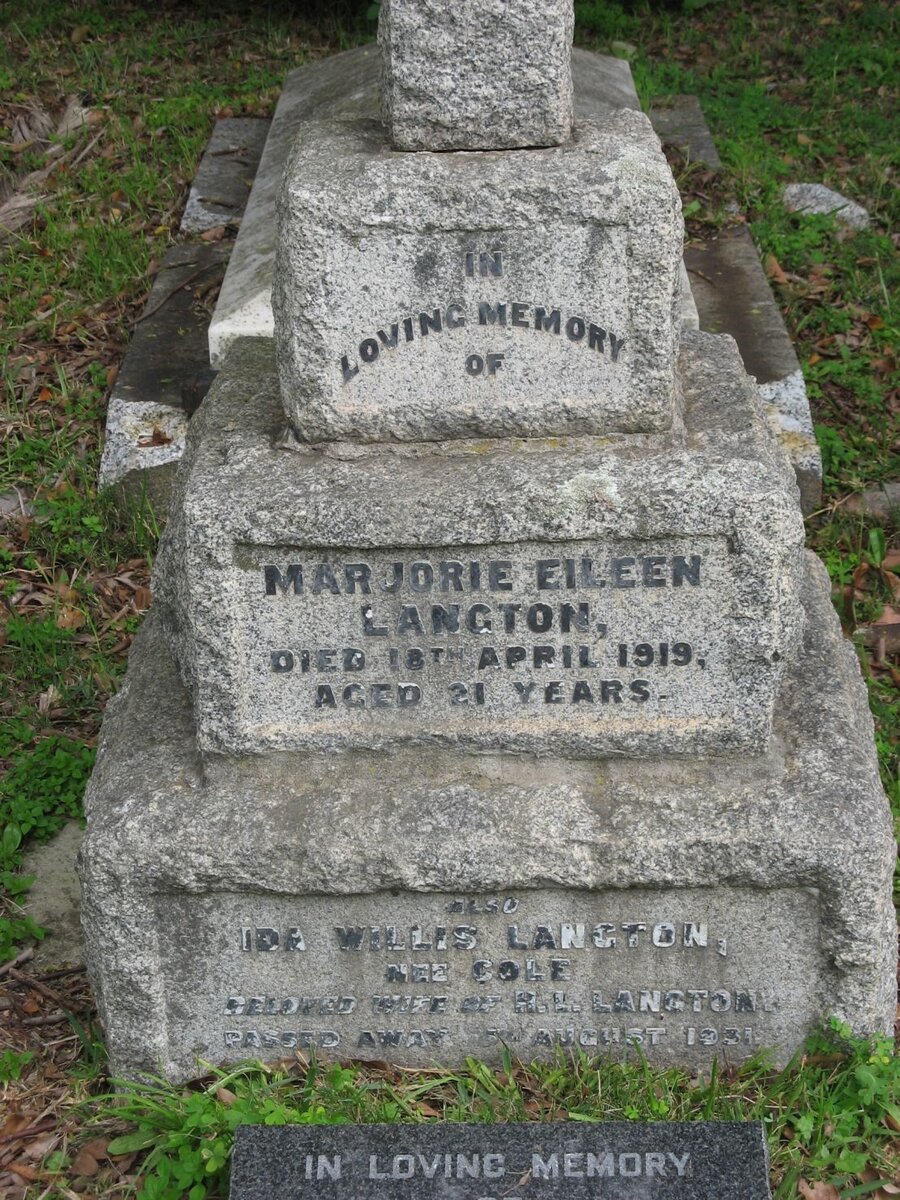 IN
LOVING MEMORY
OF
MARJORIE EILEEN
LANGTON,
DIED 18TH APRIL 1919,
AGED 21 YEARS.
ALSO
IDA WILLIS LANGTON,
NEE COLE
BELOVED WIFE OF R.L. LANGTON,
PASSED AWAY AUGUST 1931.
IN LOVING MEMORY